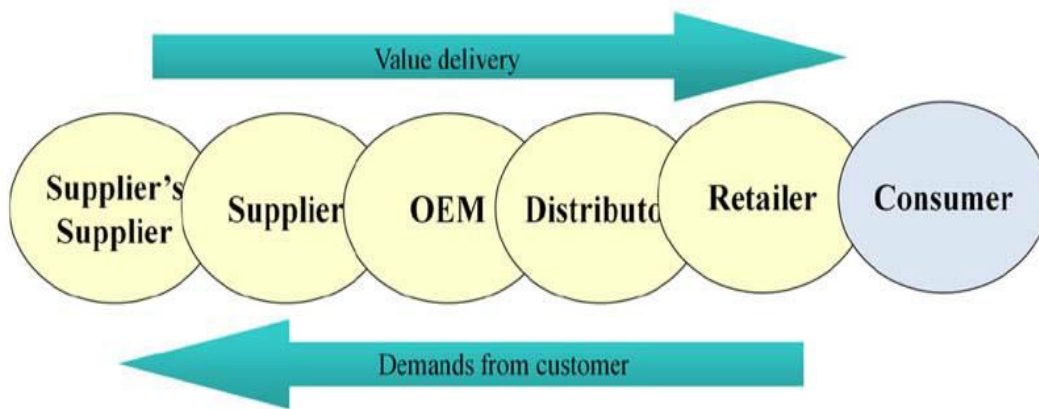 Value delivery
Supplier's
Supplier
Supplier
OEM
Distributo
Retailer
Consumer
Demands from customer